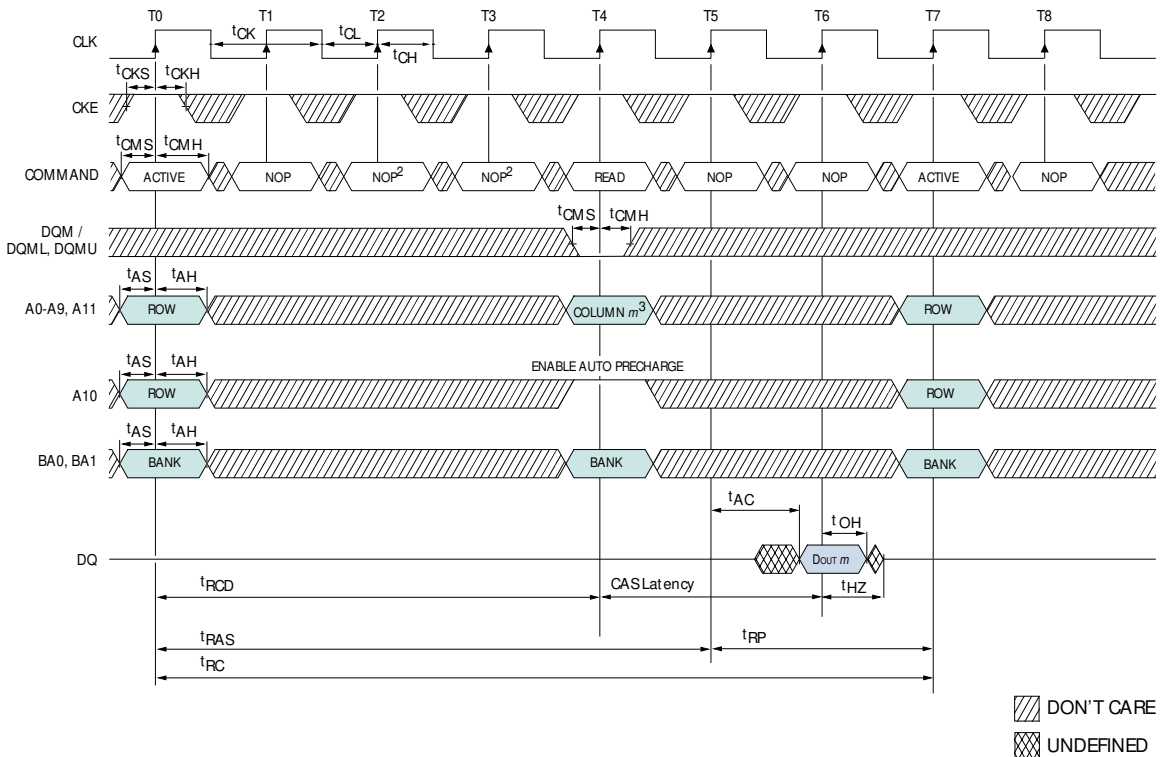 T0 T1 T2 T3 T4 T5 T6 T7 T8
CLK
tCK tCL tCH
tCKS tCKH
CKE
tCMS tCMH
COMMAND ACTIVE NOP NOP2 NOP2 READ NOP NOP ACTIVE NOP
tCMS tCMH
DQM /
DQML, DQMU
tAS tAH
A0-A9, A11 ROW COLUMN m3 ROW
tAS tAH ENABLE AUTO PRECHARGE
A10 ROW ROW
tAS tAH
BA0, BA1 BANK BANK BANK
tAC tOH
DQ DOUT m
tRCD CAS Latency tHZ
tRAS tRP
tRC
DON'T CARE
UNDEFINED